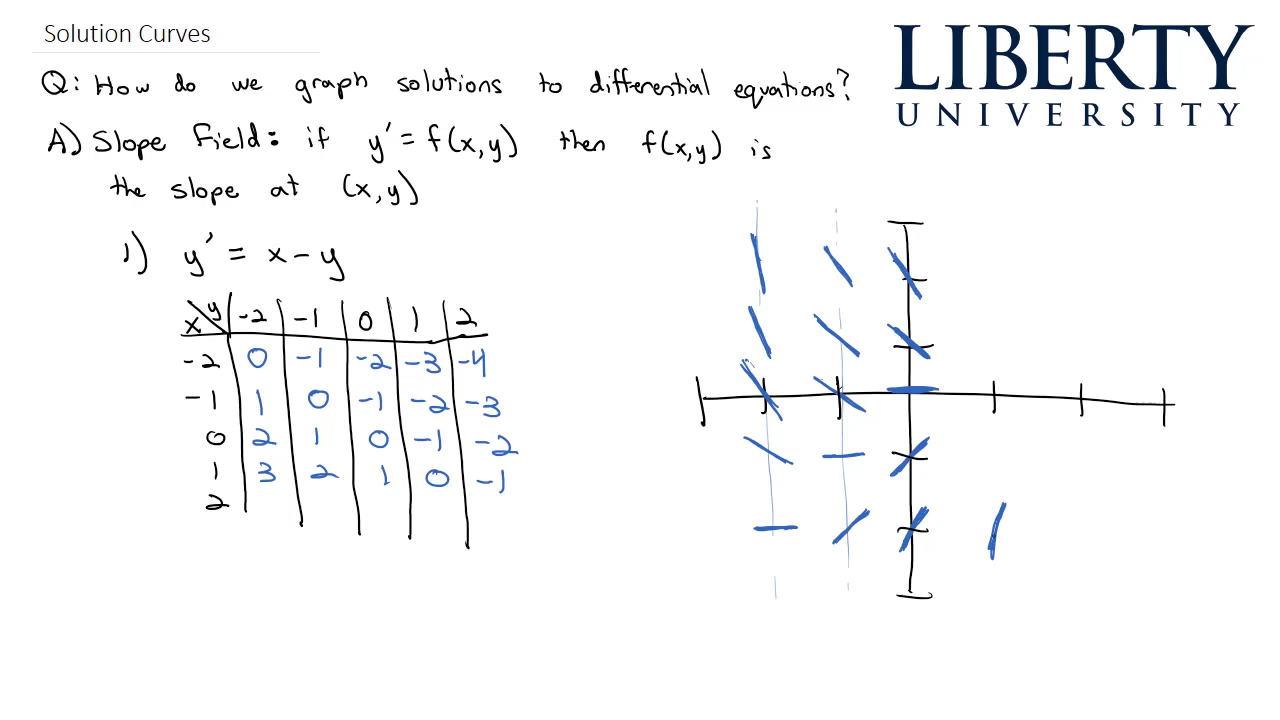 Solution Curves
LIBERTY
UNIVERSITY
Q: How do we graph solutions to differential equations?
A) Slope Field: if y' = f(x,y) then f(x,y) is
the slope at (x,y)
1) y' = x - y
x y -2 -1 0 1 2
-2 0 -1 -2 -3 -4
-1 1 0 -1 -2 -3
0 2 1 0 -1 -2
1 3 2 1 0 -1
2